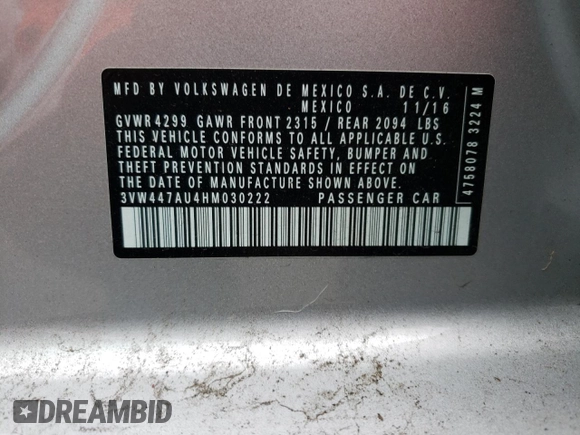 MFD BY VOLKSWAGEN DE MEXICO S.A. DE C.V.
MEXICO 11/16
GVWR 4299 GAWR FRONT 2315 / REAR 2094 LBS
THIS VEHICLE CONFORMS TO ALL APPLICABLE U.S.
FEDERAL MOTOR VEHICLE SAFETY, BUMPER AND
THEFT PREVENTION STANDARDS IN EFFECT ON
THE DATE OF MANUFACTURE SHOWN ABOVE.
3VW447AU4HM030222 PASSENGER CAR
4758078 3224 M
DREAMBID